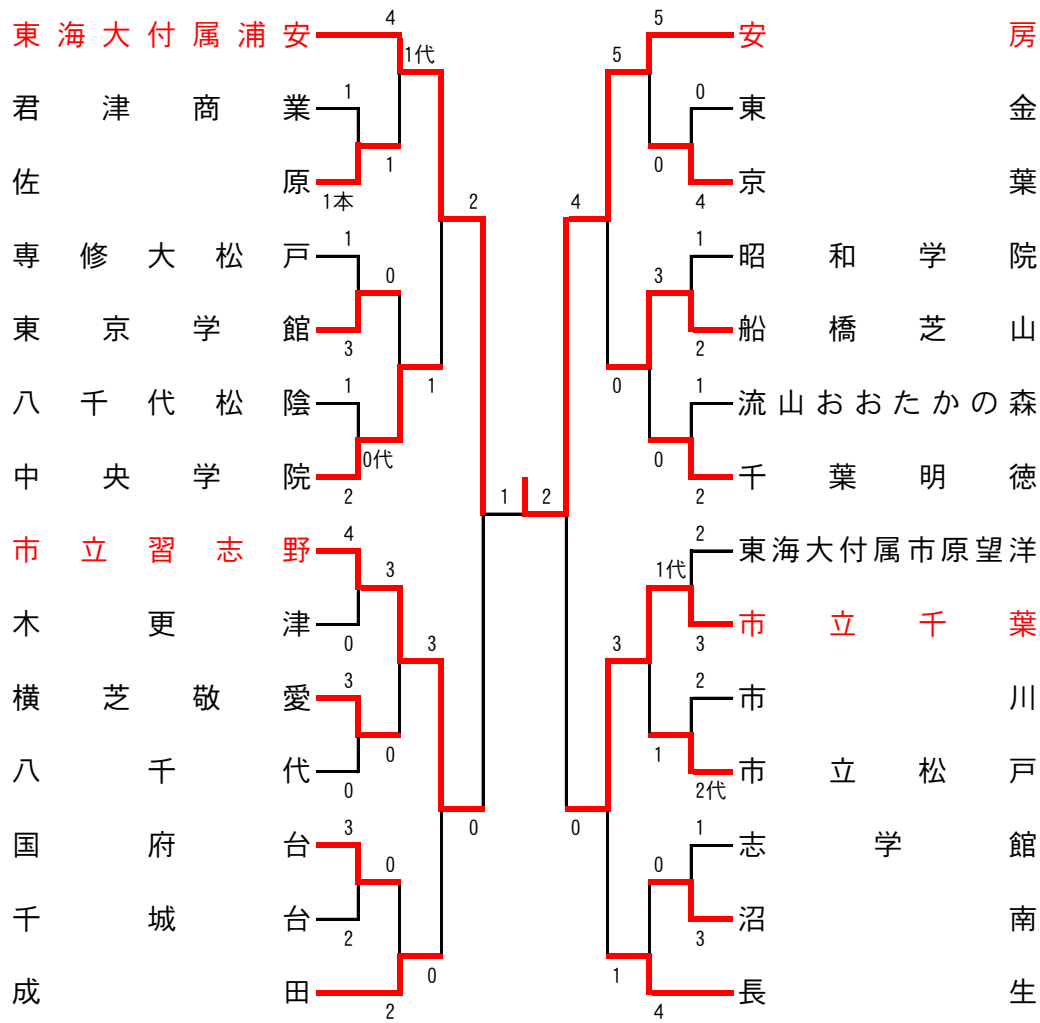 4 5
東海大付属浦安 安房
1代 5
1 0
君津商業 東金
1 0
佐原 京葉
1本 4
2 4
1 1
専修大松戸 昭和学院
0 3
東京学館 船橋芝山
3 2
1 0
1 1
八千代松陰 流山おおたかの森
0代 0
中央学院 千葉明徳
2 2
1 2
4 2
市立習志野 東海大付属市原望洋
3 1代
木更津 市立千葉
0 3
3 3
3 2
横芝敬愛 市川
0 1
八千代 市立松戸
0 2代
0 0
3 1
国府台 志学館
0 0
千城台 沼南
2 3
0 1
成田 長生
2 4